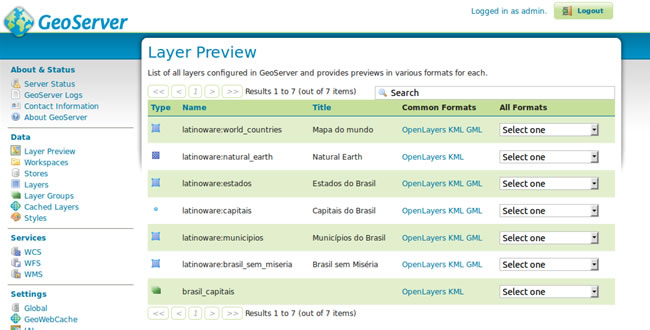 GeoServer
Logged in as admin.
Logout
About & Status
Server Status
GeoServer Logs
Contact Information
About GeoServer
Data
Layer Preview
Workspaces
Stores
Layers
Layer Groups
Cached Layers
Styles
Services
WCS
WFS
WMS
Settings
Global
GeoWebCache
Layer Preview
List of all layers configured in GeoServer and provides previews in various formats for each.
<< < 1 > >> Results 1 to 7 (out of 7 items)
Search
Type Name Title Common Formats All Formats
latinoware:world_countries Mapa do mundo OpenLayers KML GML Select one
latinoware:natural_earth Natural Earth OpenLayers KML Select one
latinoware:estados Estados do Brasil OpenLayers KML GML Select one
latinoware:capitais Capitais do Brasil OpenLayers KML GML Select one
latinoware:municipios Municípios do Brasil OpenLayers KML GML Select one
latinoware:brasil_sem_miseria Brasil sem Miséria OpenLayers KML GML Select one
brasil_capitais OpenLayers KML Select one
<< < 1 > >> Results 1 to 7 (out of 7 items)